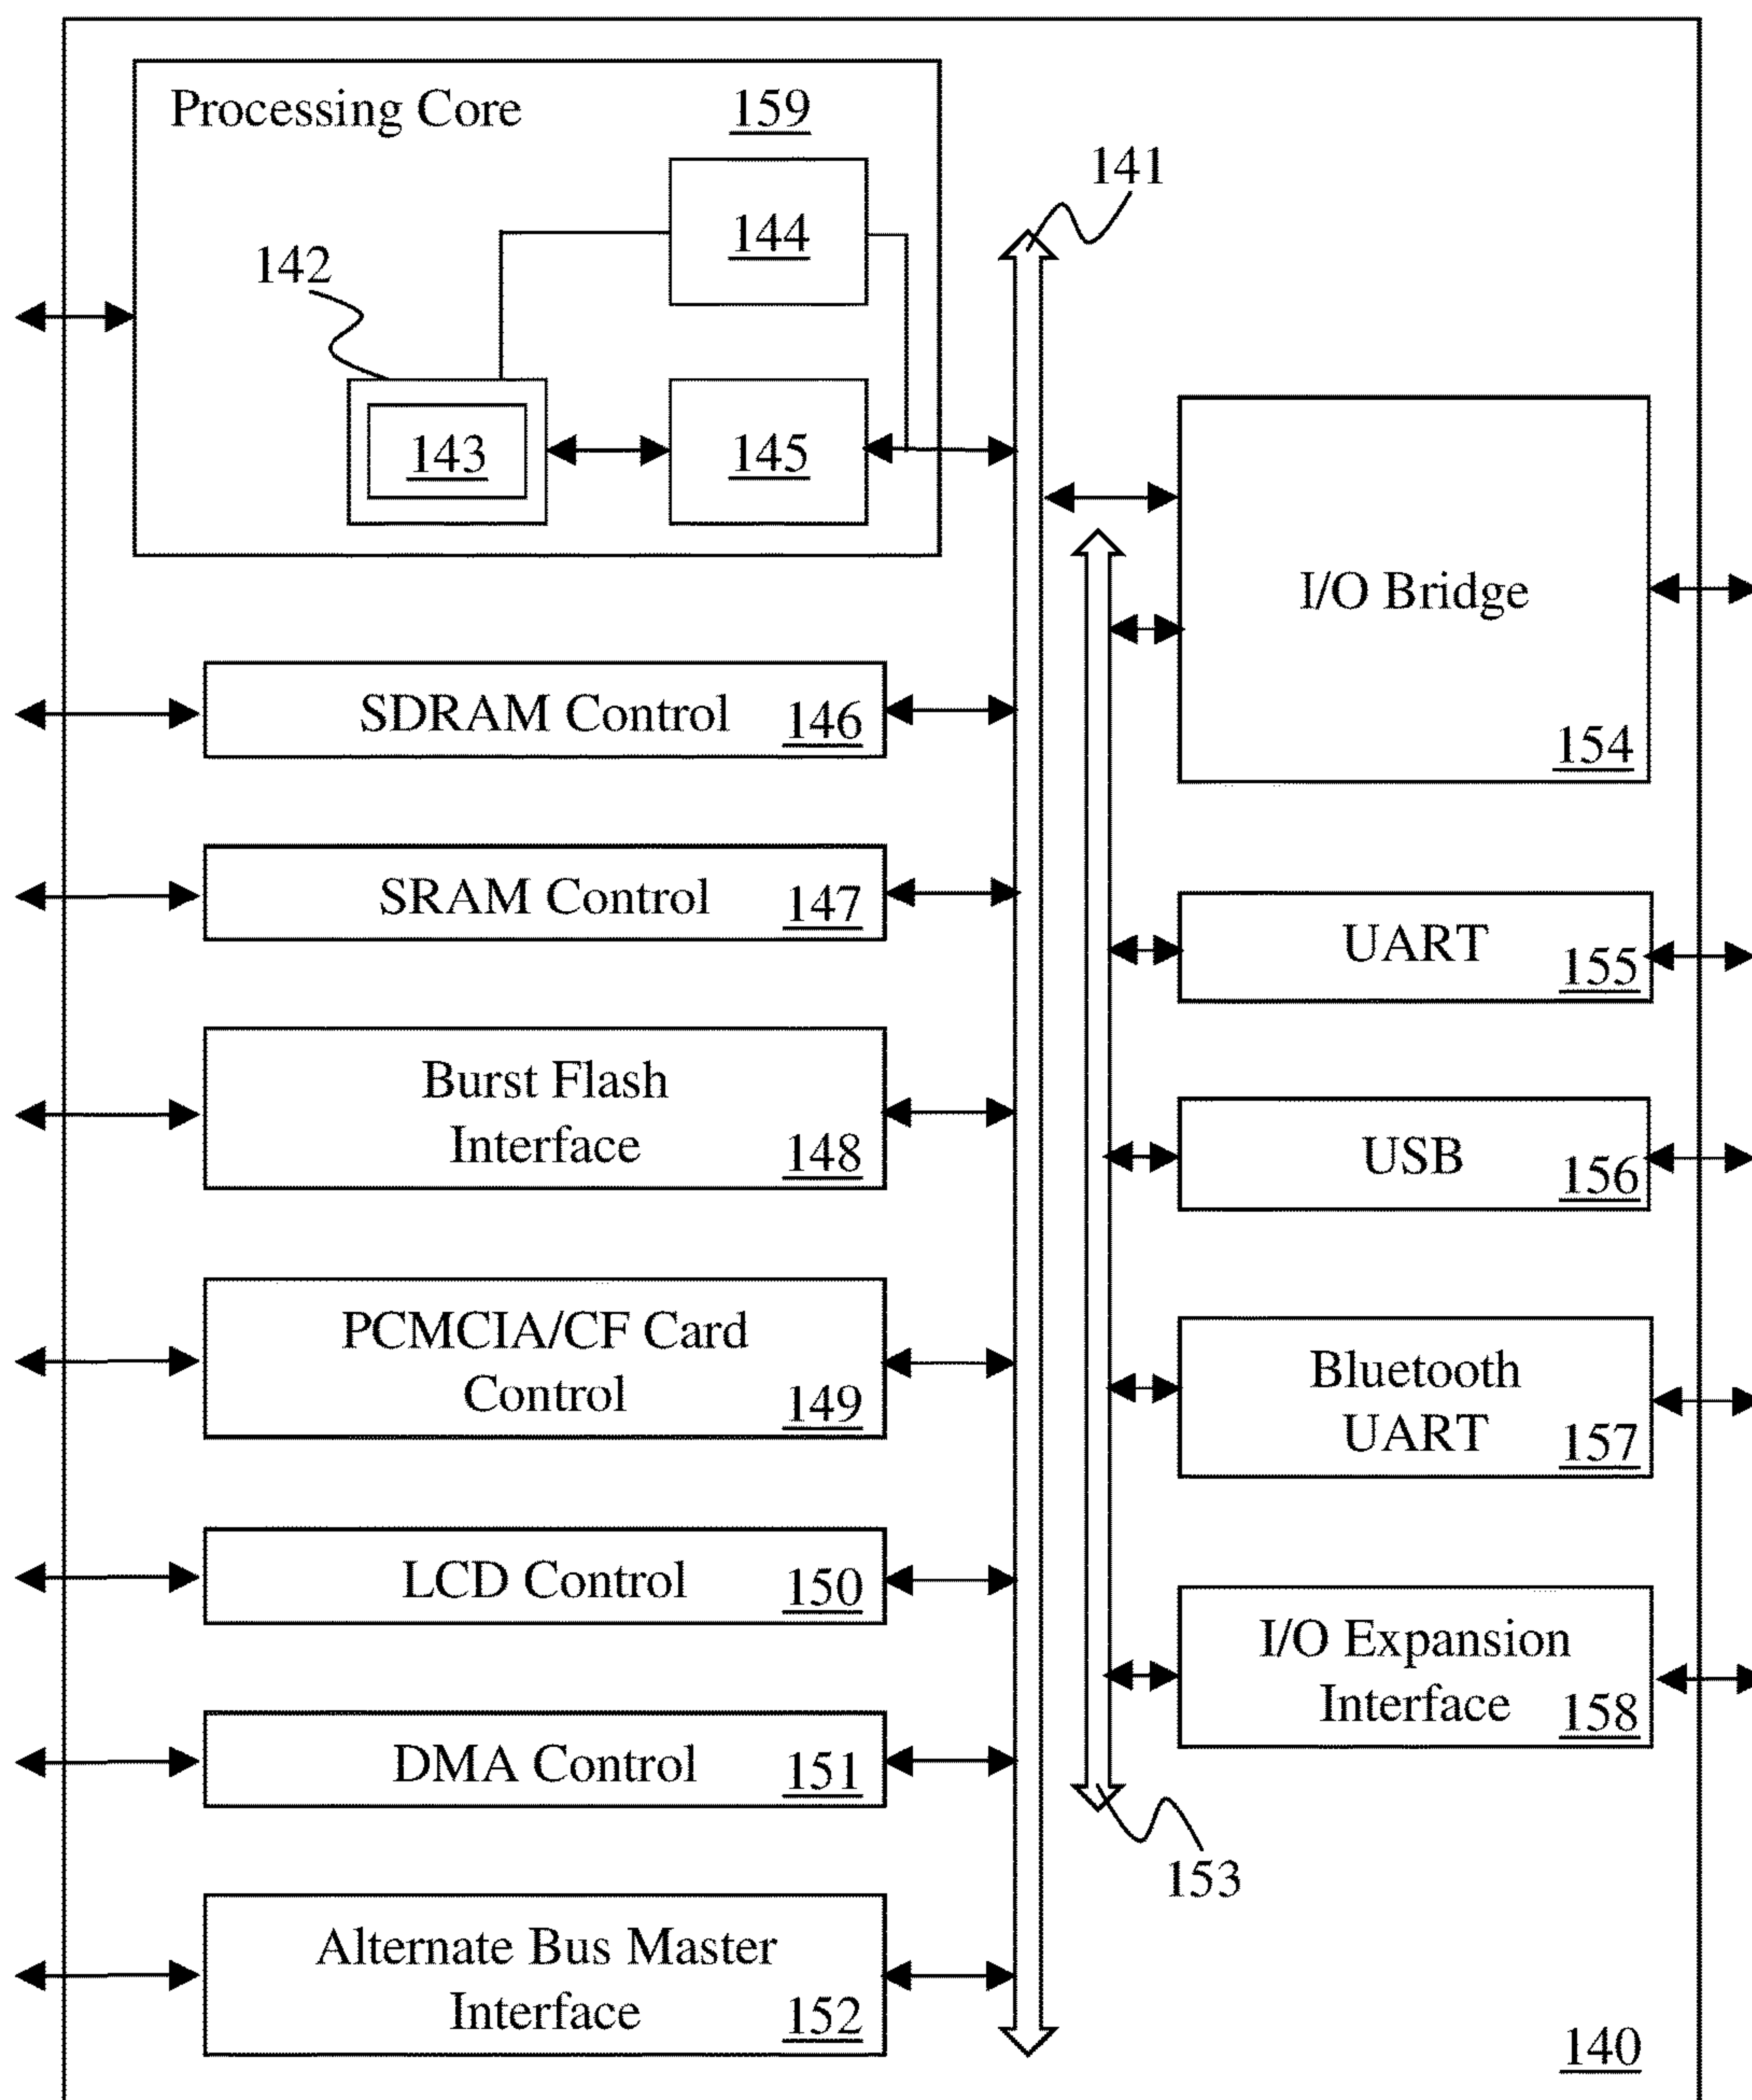 Processing Core 159
144
141
142
143
145
I/O Bridge
154
SDRAM Control 146
SRAM Control 147
Burst Flash
Interface 148
PCMCIA/CF Card
Control 149
LCD Control 150
DMA Control 151
Alternate Bus Master
Interface 152
UART 155
USB 156
Bluetooth
UART 157
I/O Expansion
Interface 158
153
140